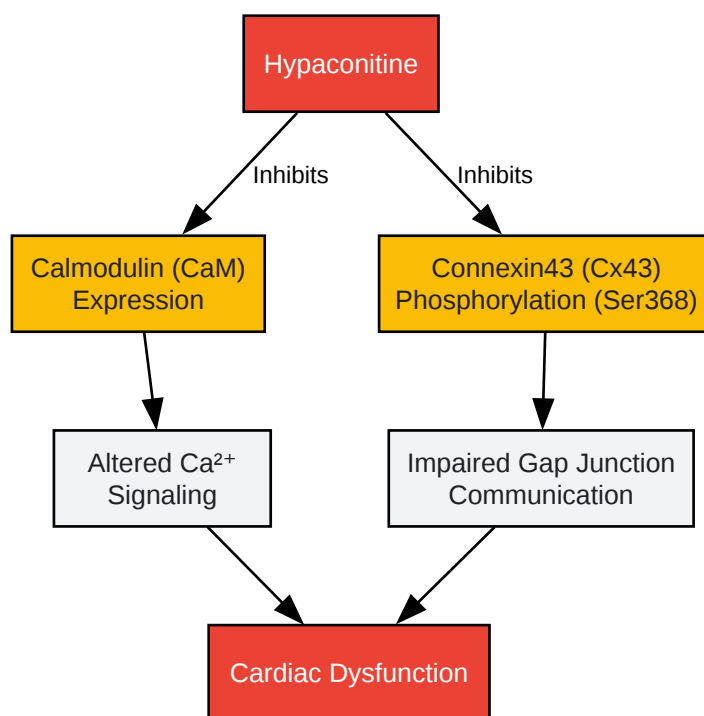 Hypaconitine
Inhibits
Inhibits
Calmodulin (CaM)
Expression
Connexin43 (Cx43)
Phosphorylation (Ser368)
Altered Ca²⁺
Signaling
Impaired Gap Junction
Communication
Cardiac Dysfunction